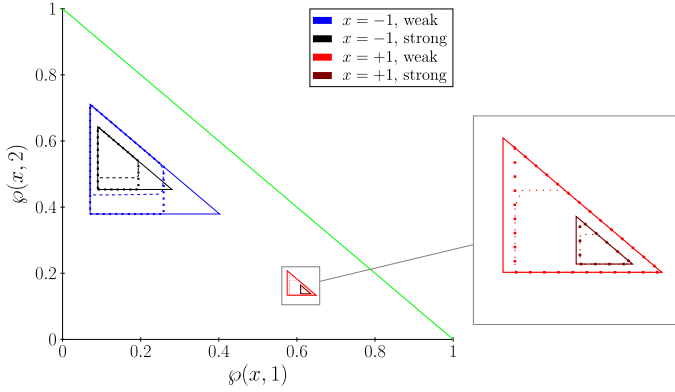 x = −1, weak
x = −1, strong
x = +1, weak
x = +1, strong
1
0.8
0.6
0.4
0.2
0
0
0.2
0.4
0.6
0.8
1
℘(x, 2)
℘(x, 1)